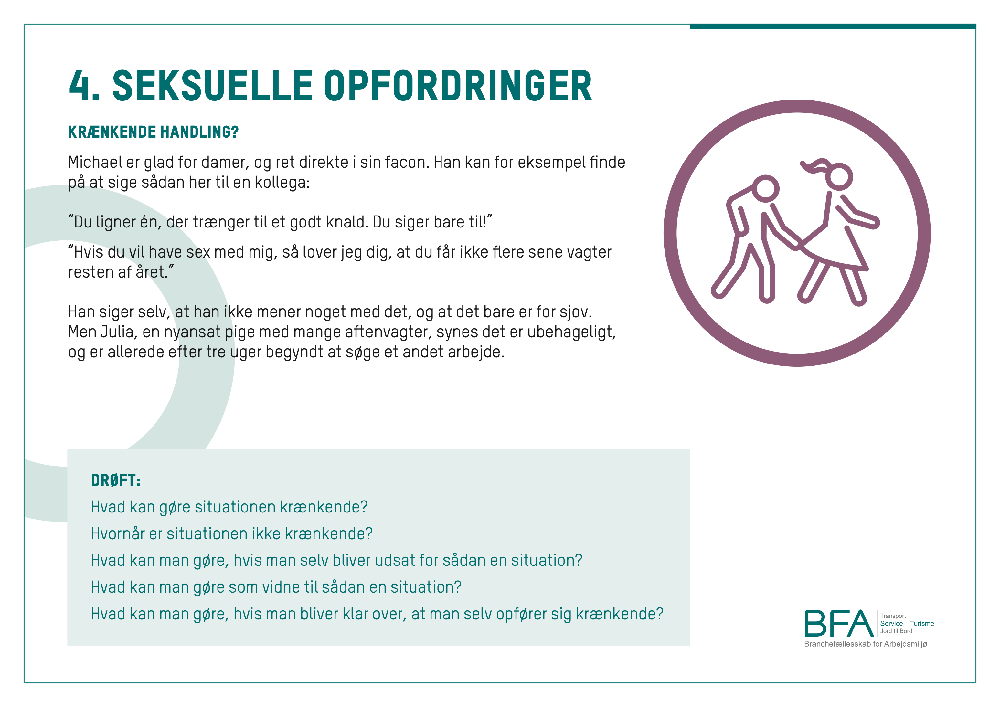 4. SEKSUELLE OPFORDRINGER
KRÆNKENDE HANDLING?
Michael er glad for damer, og ret direkte i sin facon. Han kan for eksempel finde
på at sige sådan her til en kollega:
“Du ligner én, der trænger til et godt knald. Du siger bare til!”
“Hvis du vil have sex med mig, så lover jeg dig, at du får ikke flere sene vagter
resten af året.”
Han siger selv, at han ikke mener noget med det, og at det bare er for sjov.
Men Julia, en nyansat pige med mange aftenvagter, synes det er ubehageligt,
og er allerede efter tre uger begyndt at søge et andet arbejde.
DRØFT:
Hvad kan gøre situationen krænkende?
Hvornår er situationen ikke krænkende?
Hvad kan man gøre, hvis man selv bliver udsat for sådan en situation?
Hvad kan man gøre som vidne til sådan en situation?
Hvad kan man gøre, hvis man bliver klar over, at man selv opfører sig krænkende?
BFA
Transport
Service – Turisme
Jord til Bord
Branchefællesskab for Arbejdsmiljø